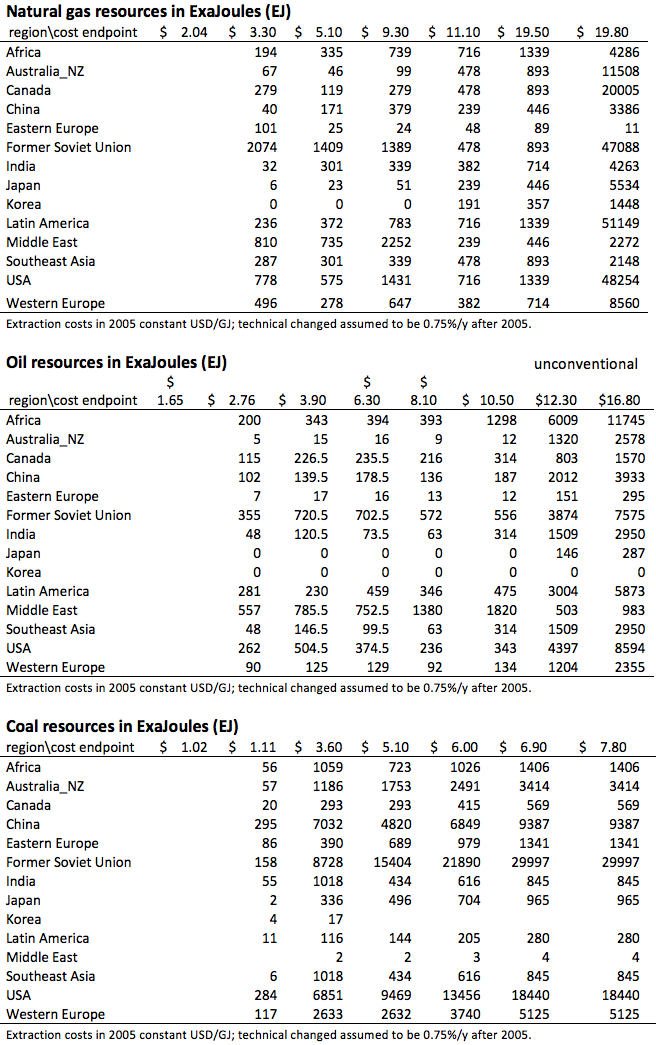 Natural gas resources in ExaJoules (EJ)
region\cost endpoint $ 2.04 $ 3.30 $ 5.10 $ 9.30 $ 11.10 $ 19.50 $ 19.80
Africa 194 335 739 716 1339 4286
Australia_NZ 67 46 99 478 893 11508
Canada 279 119 279 478 893 20005
China 40 171 379 239 446 3386
Eastern Europe 101 25 24 48 89 11
Former Soviet Union 2074 1409 1389 478 893 47088
India 32 301 339 382 714 4263
Japan 6 23 51 239 446 5534
Korea 0 0 0 191 357 1448
Latin America 236 372 783 716 1339 51149
Middle East 810 735 2252 239 446 2272
Southeast Asia 287 301 339 478 893 2148
USA 778 575 1431 716 1339 48254
Western Europe 496 278 647 382 714 8560
Extraction costs in 2005 constant USD/GJ; technical changed assumed to be 0.75%/y after 2005.
Oil resources in ExaJoules (EJ) unconventional
$ $ $
region\cost endpoint 1.65 $ 2.76 $ 3.90 6.30 8.10 $ 10.50 $12.30 $16.80
Africa 200 343 394 393 1298 6009 11745
Australia_NZ 5 15 16 9 12 1320 2578
Canada 115 226.5 235.5 216 314 803 1570
China 102 139.5 178.5 136 187 2012 3933
Eastern Europe 7 17 16 13 12 151 295
Former Soviet Union 355 720.5 702.5 572 556 3874 7575
India 48 120.5 73.5 63 314 1509 2950
Japan 0 0 0 0 0 146 287
Korea 0 0 0 0 0 0 0
Latin America 281 230 459 346 475 3004 5873
Middle East 557 785.5 752.5 1380 1820 503 983
Southeast Asia 48 146.5 99.5 63 314 1509 2950
USA 262 504.5 374.5 236 343 4397 8594
Western Europe 90 125 129 92 134 1204 2355
Extraction costs in 2005 constant USD/GJ; technical changed assumed to be 0.75%/y after 2005.
Coal resources in ExaJoules (EJ)
region\cost endpoint $ 1.02 $ 1.11 $ 3.60 $ 5.10 $ 6.00 $ 6.90 $ 7.80
Africa 56 1059 723 1026 1406 1406
Australia_NZ 57 1186 1753 2491 3414 3414
Canada 20 293 293 415 569 569
China 295 7032 4820 6849 9387 9387
Eastern Europe 86 390 689 979 1341 1341
Former Soviet Union 158 8728 15404 21890 29997 29997
India 55 1018 434 616 845 845
Japan 2 336 496 704 965 965
Korea 4 17
Latin America 11 116 144 205 280 280
Middle East 2 2 3 4 4
Southeast Asia 6 1018 434 616 845 845
USA 284 6851 9469 13456 18440 18440
Western Europe 117 2633 2632 3740 5125 5125
Extraction costs in 2005 constant USD/GJ; technical changed assumed to be 0.75%/y after 2005.